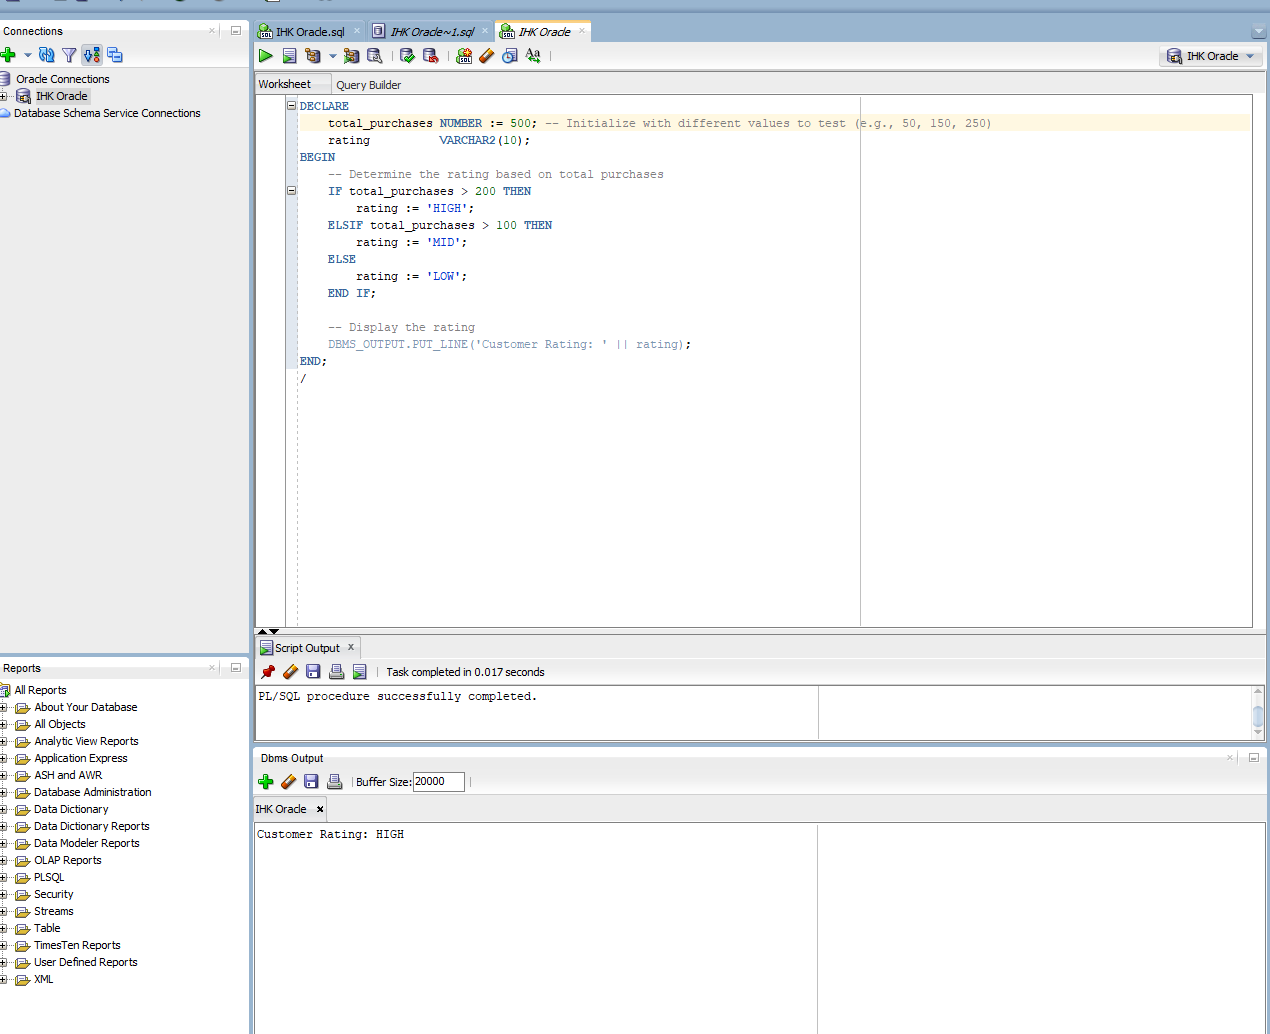 Connections
Oracle Connections
IHK Oracle
Database Schema Service Connections
IHK Oracle.sql
IHK Oracle~1.sql
IHK Oracle
IHK Oracle
Worksheet
Query Builder
DECLARE
total_purchases NUMBER := 500; -- Initialize with different values to test (e.g., 50, 150, 250)
rating VARCHAR2(10);
BEGIN
-- Determine the rating based on total purchases
IF total_purchases > 200 THEN
rating := 'HIGH';
ELSIF total_purchases > 100 THEN
rating := 'MID';
ELSE
rating := 'LOW';
END IF;
-- Display the rating
DBMS_OUTPUT.PUT_LINE('Customer Rating: ' || rating);
END;
/
Script Output
Task completed in 0.017 seconds
PL/SQL procedure successfully completed.
Reports
All Reports
About Your Database
All Objects
Analytic View Reports
Application Express
ASH and AWR
Database Administration
Data Dictionary
Data Dictionary Reports
Data Modeler Reports
OLAP Reports
PLSQL
Security
Streams
Table
TimesTen Reports
User Defined Reports
XML
Dbms Output
Buffer Size: 20000
IHK Oracle
Customer Rating: HIGH